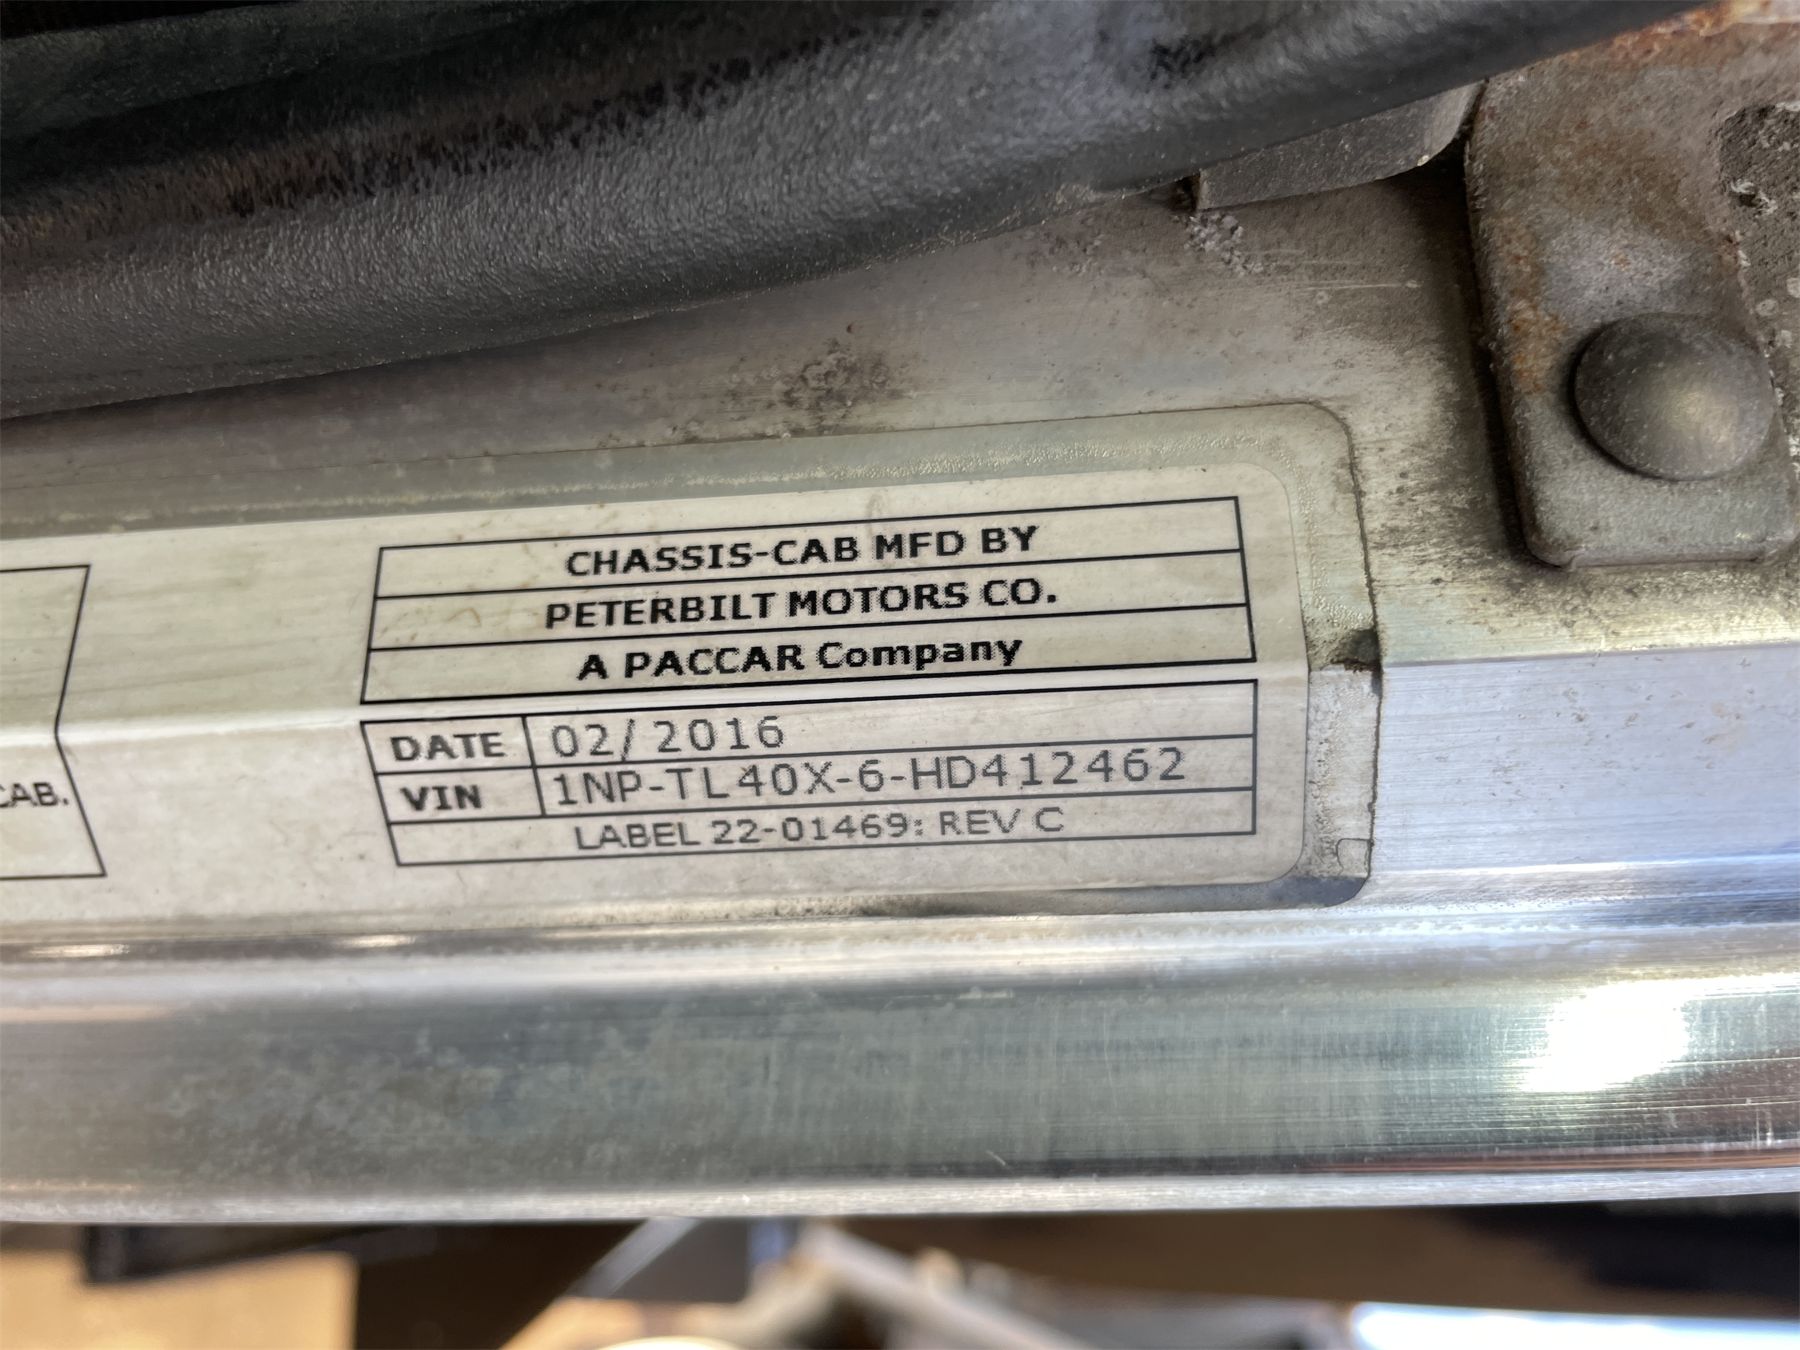 CAB.
CHASSIS-CAB MFD BY
PETERBILT MOTORS CO.
A PACCAR Company
DATE 02/2016
VIN 1NP-TL40X-6-HD412462
LABEL 22-01469: REV C